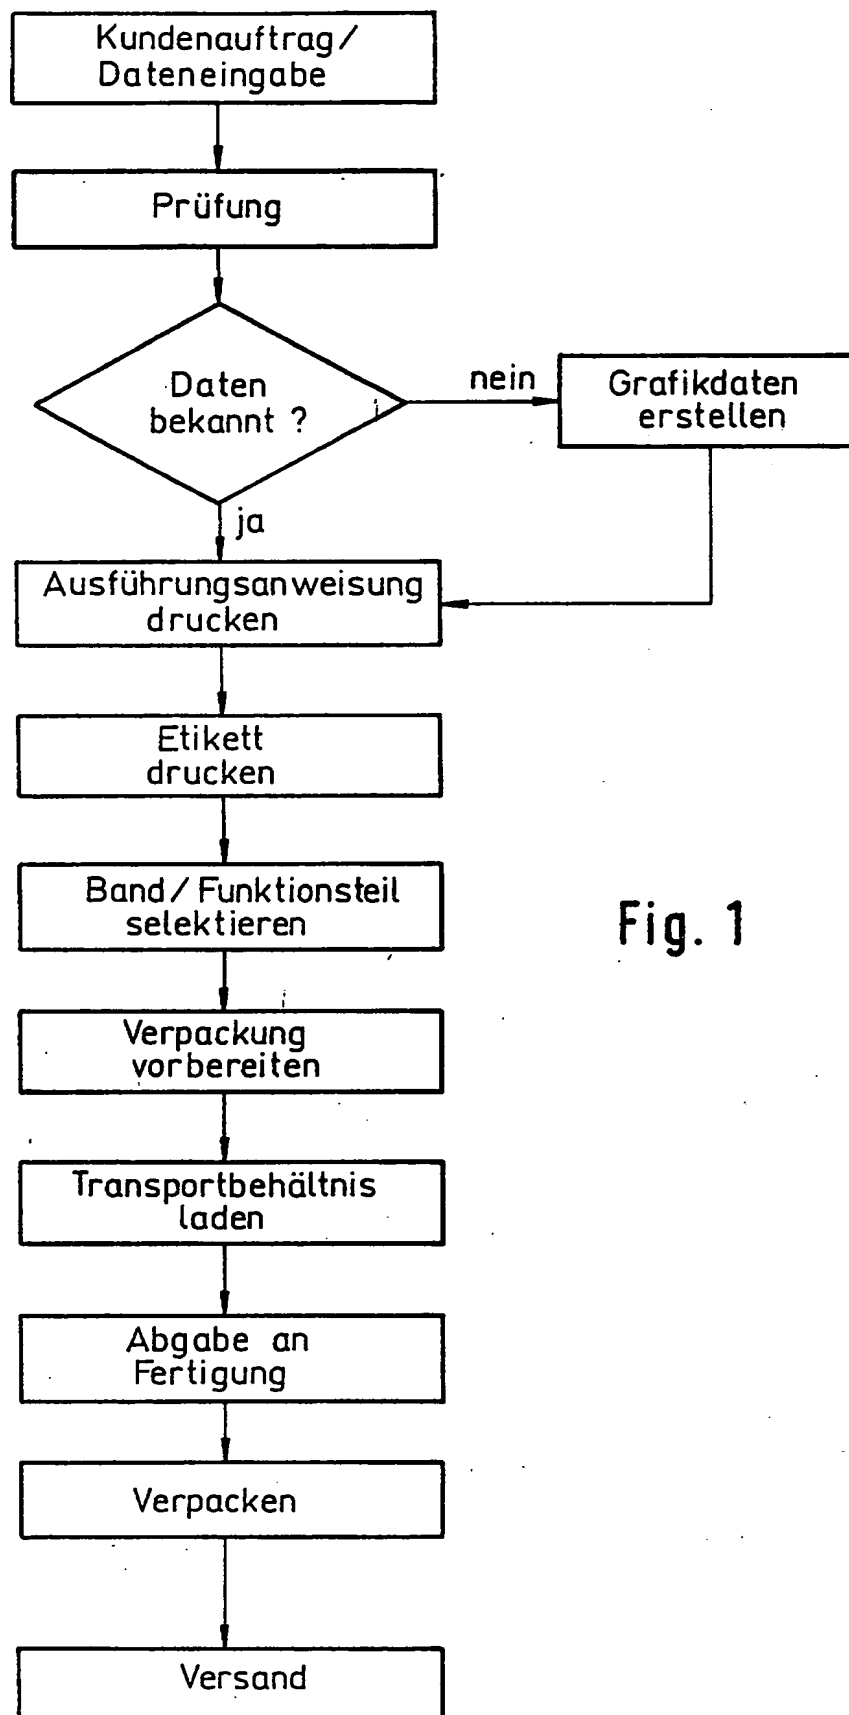 Kundenauftrag/
Dateneingabe
Prüfung
Daten
bekannt ?
nein
Grafikdaten
erstellen
ja
Ausführungsanweisung
drucken
Etikett
drucken
Band/Funktionsteil
selektieren
Fig. 1
Verpackung
vorbereiten
Transportbehältnis
laden
Abgabe an
Fertigung
Verpacken
Versand